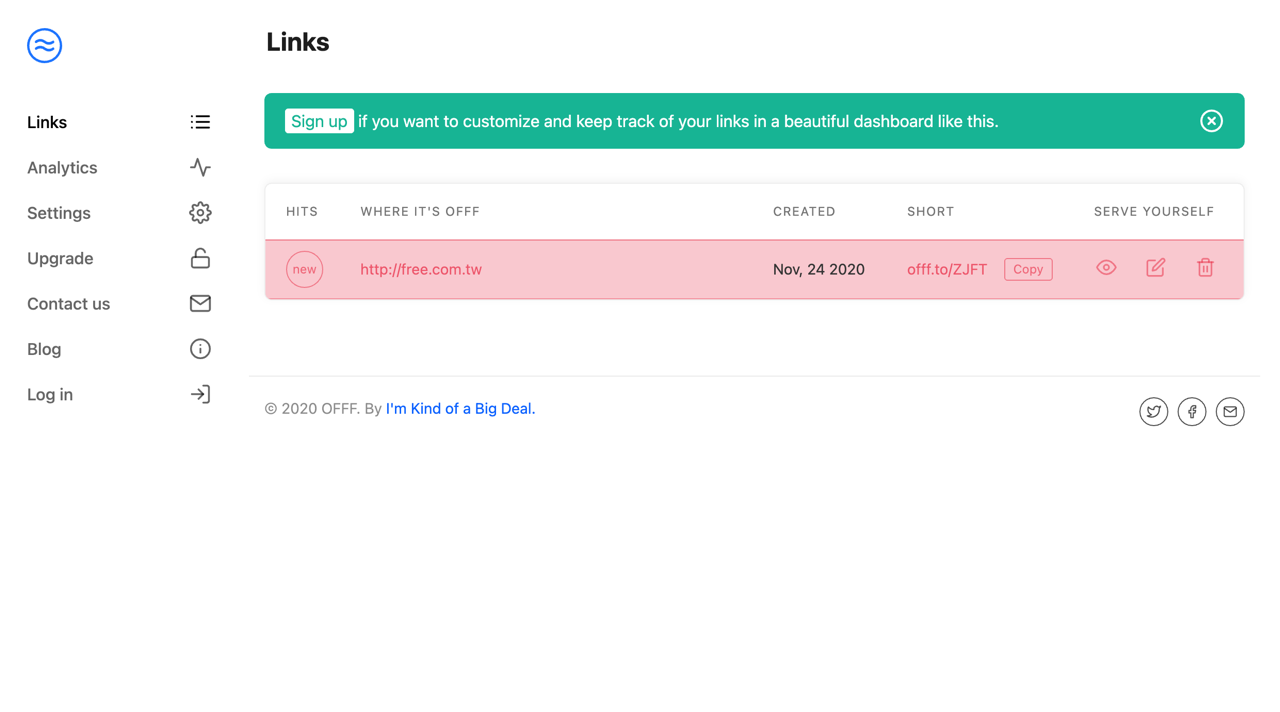 Links
Links
Analytics
Settings
Upgrade
Contact us
Blog
Log in
Sign up if you want to customize and keep track of your links in a beautiful dashboard like this.
HITS WHERE IT'S OFFF CREATED SHORT SERVE YOURSELF
new http://free.com.tw Nov, 24 2020 offf.to/ZJFT Copy
© 2020 OFFF. By I'm Kind of a Big Deal.